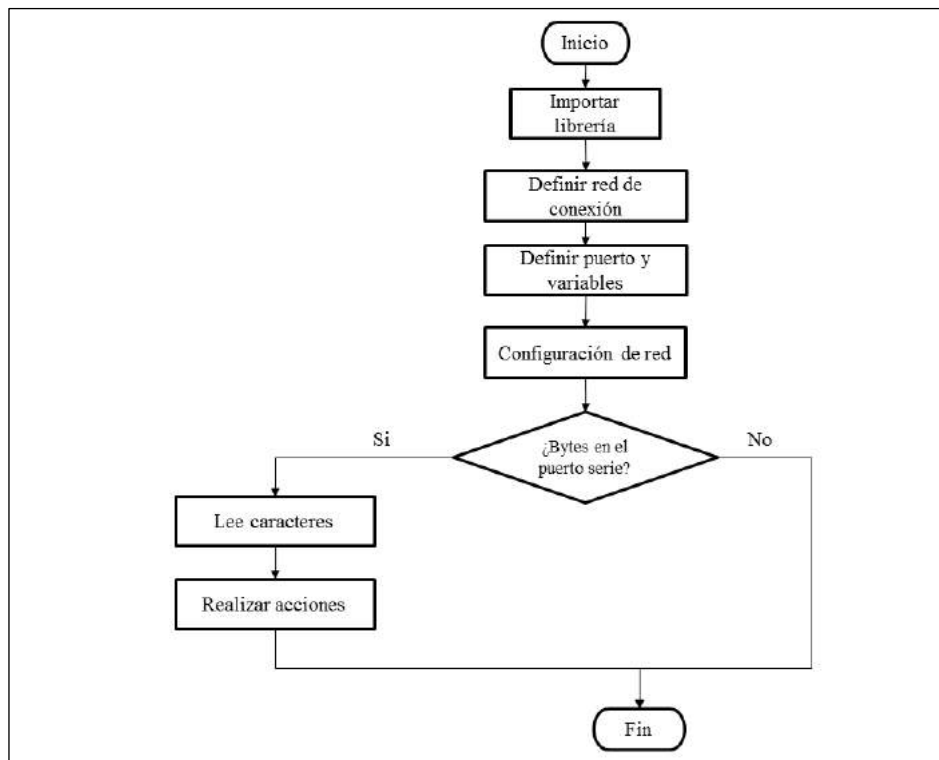 Inicio
Importar
librería
Definir red de
conexión
Definir puerto y
variables
Configuración de red
¿Bytes en el
puerto serie?
Si
No
Lee caracteres
Realizar acciones
Fin